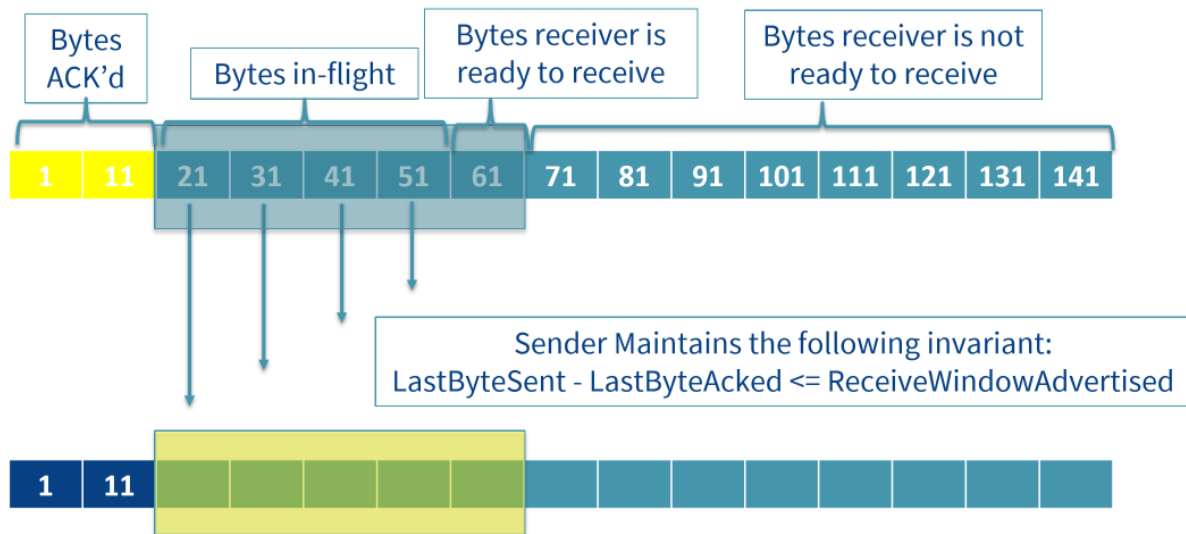 Bytes
ACK’d
Bytes in-flight
Bytes receiver is
ready to receive
Bytes receiver is not
ready to receive
1 11 21 31 41 51 61 71 81 91 101 111 121 131 141
Sender Maintains the following invariant:
LastByteSent - LastByteAcked <= ReceiveWindowAdvertised
1 11